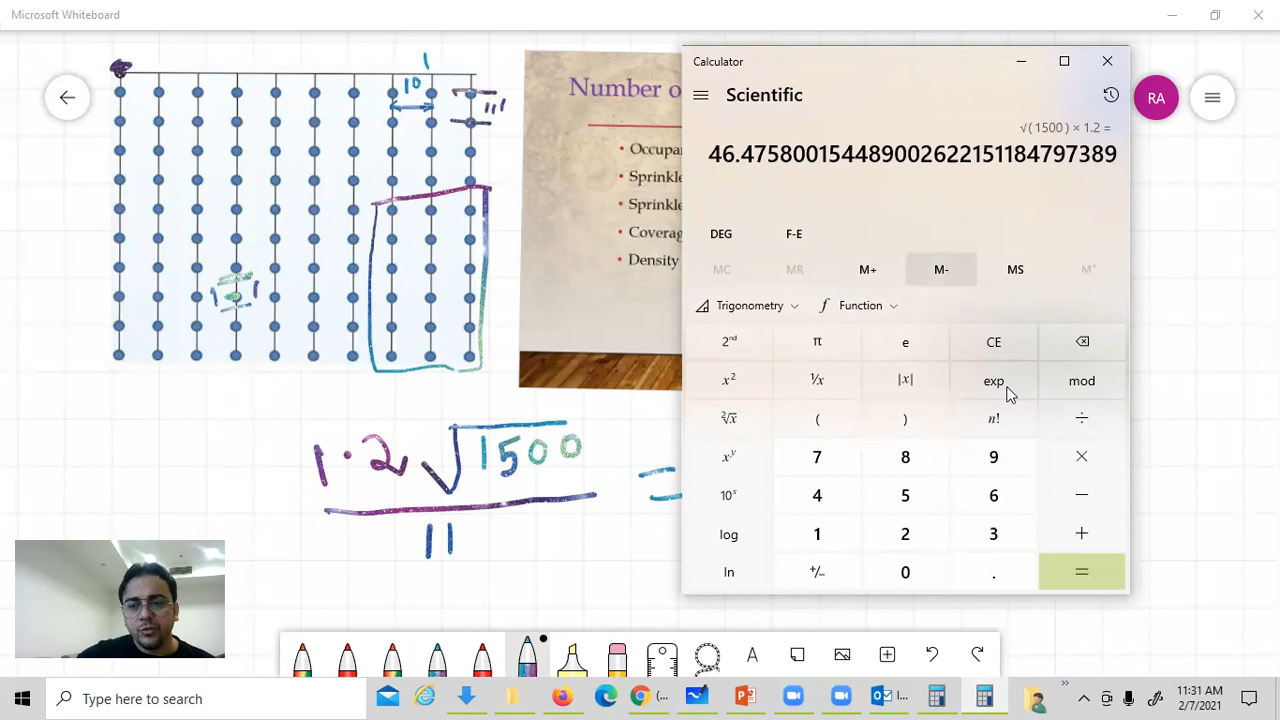 Microsoft Whiteboard
10'
11'
Number o
• Occupan
• Sprinkle
• Sprinkle
• Coverag
• Density
1.2√1500
11
=
Calculator
Scientific
√(1500) × 1.2 =
46.475800154489002622151184797389
DEG F-E
MC MR M+ M- MS M˅
Trigonometry Function
2ⁿᵈ π e CE
x² ⅟x |x| exp mod
²√x ( ) n! ÷
xʸ 7 8 9 ×
10ˣ 4 5 6 −
log 1 2 3 +
ln +/− 0 . =
RA
A
Type here to search
(...
I...
11:31 AM
2/7/2021